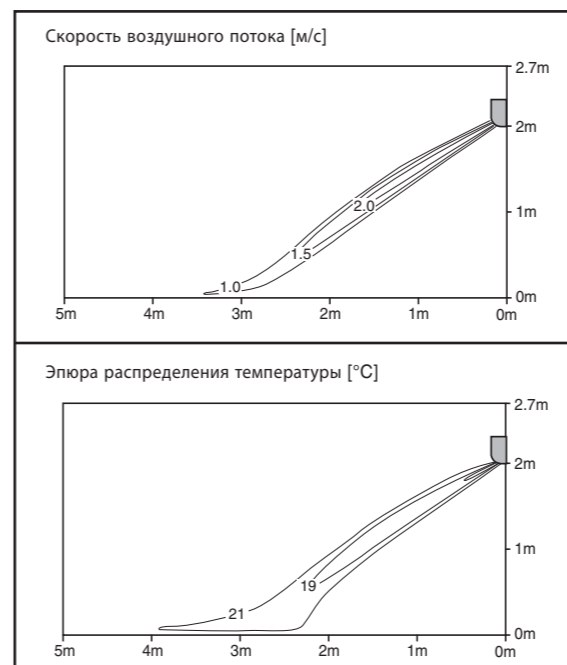 Скорость воздушного потока [м/с]
2.7m
2m
2.0
1m
1.5
1.0
0m
5m 4m 3m 2m 1m 0m
Эпюра распределения температуры [°C]
2.7m
2m
1m
19
21
0m
5m 4m 3m 2m 1m 0m